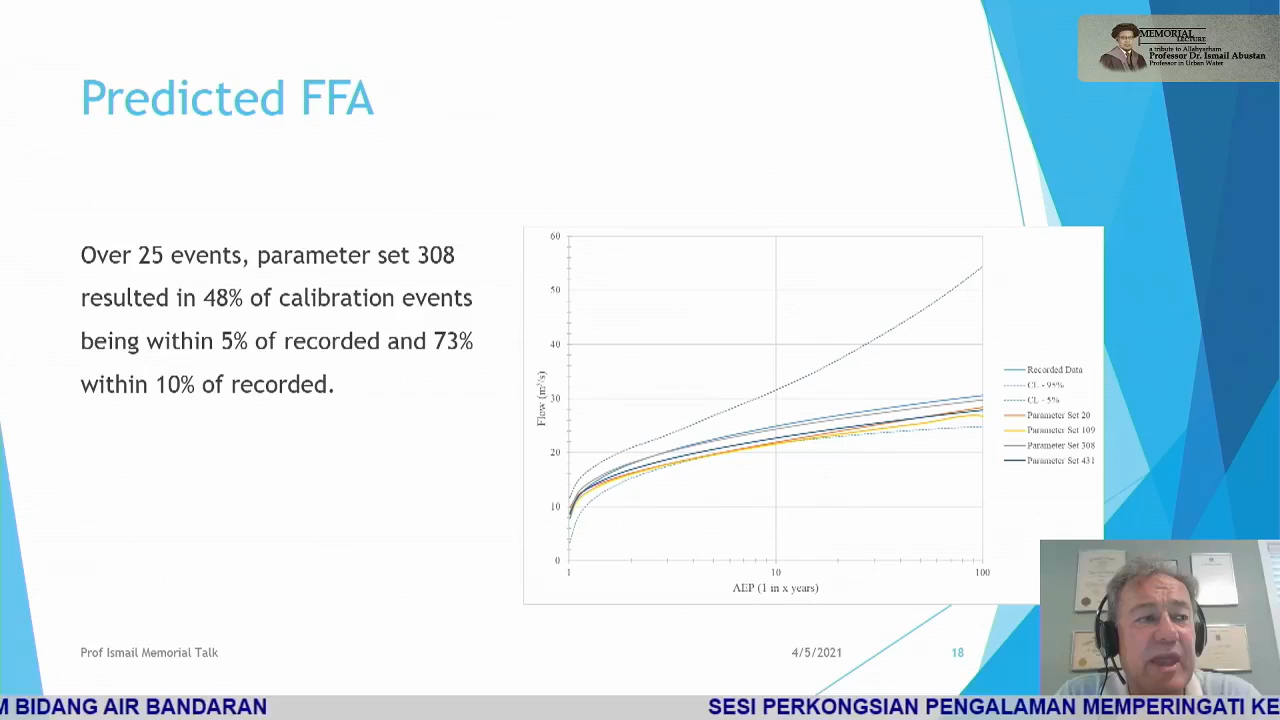 MEMORIAL
LECTURE
a tribute to Allahyarham
Professor Dr. Ismail Abustan
Professor in Urban Water
Predicted FFA
Over 25 events, parameter set 308
resulted in 48% of calibration events
being within 5% of recorded and 73%
within 10% of recorded.
60
50
40
30
20
10
0
Flow (m³/s)
1
10
100
AEP (1 in x years)
Recorded Data
CL - 95%
CL - 5%
Parameter Set 20
Parameter Set 109
Parameter Set 308
Parameter Set 431
Prof Ismail Memorial Talk
4/5/2021
18
M BIDANG AIR BANDARAN
SESI PERKONGSIAN PENGALAMAN MEMPERINGATI KE